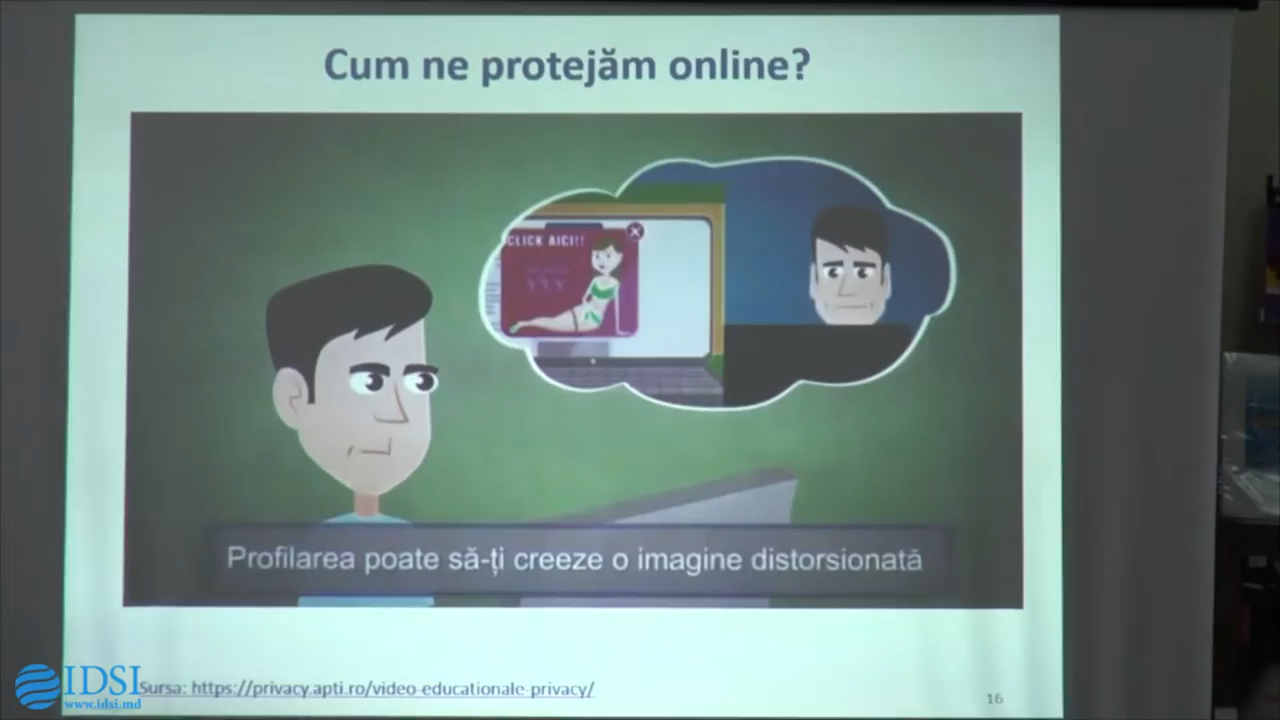 Cum ne protejăm online?
CLICK AICI!!
Profilarea poate să-ți creeze o imagine distorsionată
Sursa: https://privacy.apti.ro/video-educationale-privacy/
16
IDSI
www.idsi.md